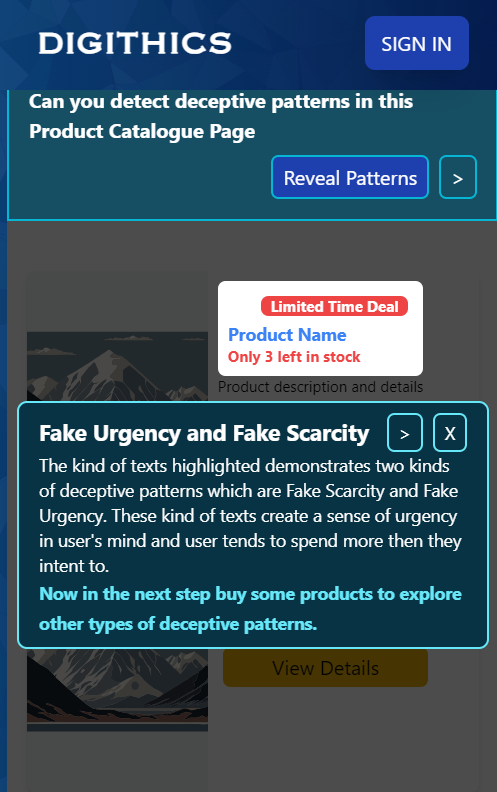 DIGITHICS
SIGN IN
Can you detect deceptive patterns in this
Product Catalogue Page
Reveal Patterns
>
Limited Time Deal
Product Name
Only 3 left in stock
Product description and details
Fake Urgency and Fake Scarcity
>
X
The kind of texts highlighted demonstrates two kinds
of deceptive patterns which are Fake Scarcity and Fake
Urgency. These kind of texts create a sense of urgency
in user's mind and user tends to spend more then they
intent to.
Now in the next step buy some products to explore
other types of deceptive patterns.
View Details